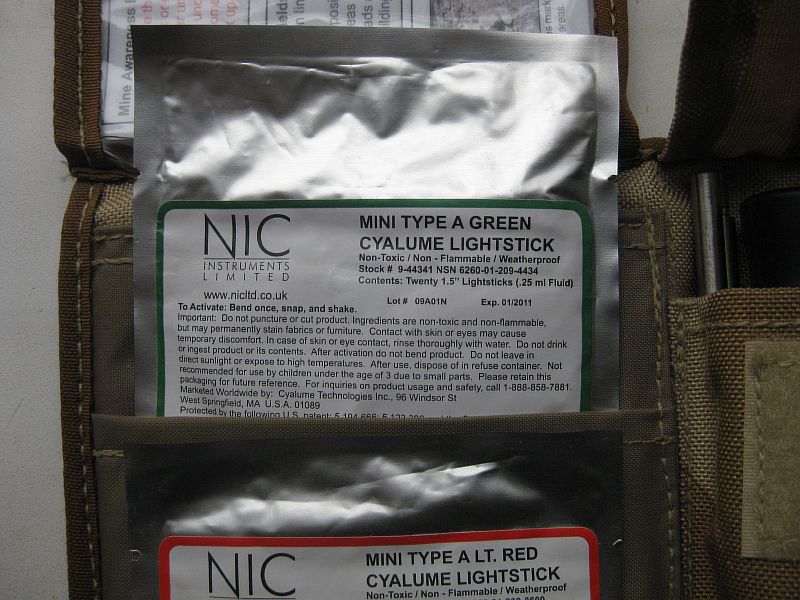 Mine Awareness
NIC
INSTRUMENTS
LIMITED
www.nicltd.co.uk
MINI TYPE A GREEN
CYALUME LIGHTSTICK
Non-Toxic / Non - Flammable / Weatherproof
Stock # 9-44341 NSN 6260-01-209-4434
Contents: Twenty 1.5" Lightsticks (.25 ml Fluid)
Lot # 09A01N Exp. 01/2011
To Activate: Bend once, snap, and shake.
Important: Do not puncture or cut product. Ingredients are non-toxic and non-flammable,
but may permanently stain fabrics or furniture. Contact with skin or eyes may cause
temporary discomfort. In case of skin or eye contact, rinse thoroughly with water. Do not drink
or ingest product or its contents. After activation do not bend product. Do not leave in
direct sunlight or expose to high temperatures. After use, dispose of in refuse container. Not
recommended for use by children under the age of 3 due to small parts. Please retain this
packaging for future reference. For inquiries on product usage and safety, call 1-888-858-7881.
Marketed Worldwide by: Cyalume Technologies Inc., 96 Windsor St
West Springfield, MA U.S.A. 01089
Protected by the following U.S. patent: 5,104,666;
NIC
MINI TYPE A LT. RED
CYALUME LIGHTSTICK
Non-Toxic / Non - Flammable / Weatherproof